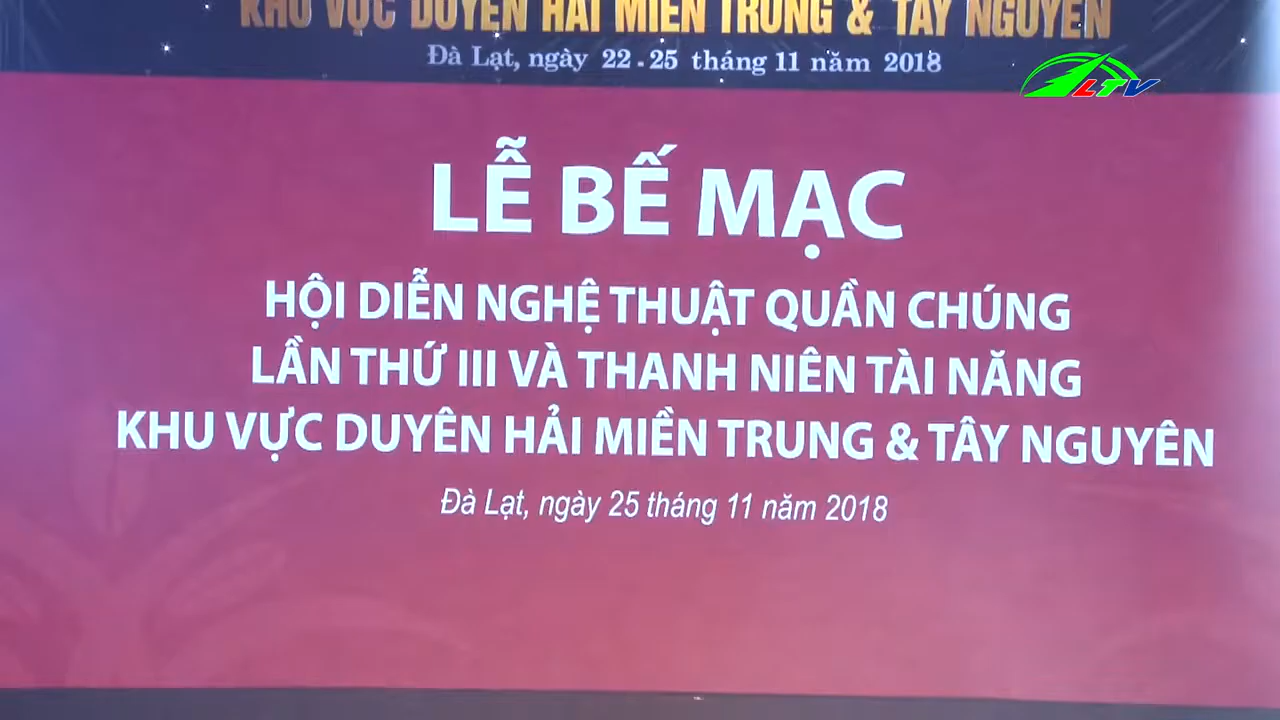 KHU VỰC DUYÊN HẢI MIỀN TRUNG & TÂY NGUYÊN
Đà Lạt, ngày 22 - 25 tháng 11 năm 2018
LTV
LỄ BẾ MẠC
HỘI DIỄN NGHỆ THUẬT QUẦN CHÚNG
LẦN THỨ III VÀ THANH NIÊN TÀI NĂNG
KHU VỰC DUYÊN HẢI MIỀN TRUNG & TÂY NGUYÊN
Đà Lạt, ngày 25 tháng 11 năm 2018